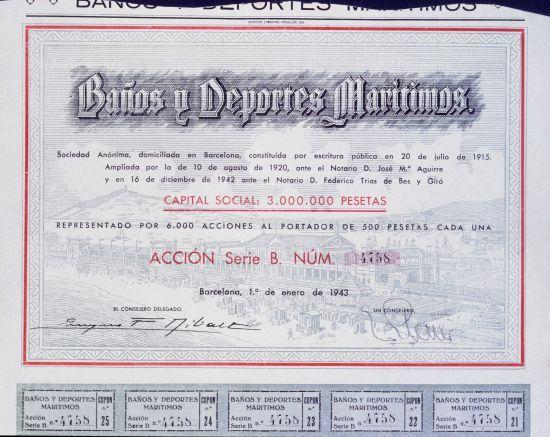 BAÑOS Y DEPORTES MARITIMOS
Baños y Deportes Marítimos.
Sociedad Anónima, domiciliada en Barcelona, constituída por escritura pública en 20 de julio de 1915.
Ampliada por la de 10 de agosto de 1920, ante el Notario D. José M.ª Aguirre
y en 16 de diciembre de 1942 ante el Notario D. Federico Trías de Bes y Giró
CAPITAL SOCIAL: 3.000.000 PESETAS
REPRESENTADO POR 6.000 ACCIONES AL PORTADOR DE 500 PESETAS CADA UNA
ACCIÓN Serie B. NÚM. 4758
Barcelona, 1.º de enero de 1943
EL CONSEJERO DELEGADO,
UN CONSEJERO,
BAÑOS Y DEPORTES MARITIMOS
Acción Serie B n.º 4758
CUPON n.º 25
BAÑOS Y DEPORTES MARITIMOS
Acción Serie B n.º 4758
CUPON n.º 24
BAÑOS Y DEPORTES MARITIMOS
Acción Serie B n.º 4758
CUPON n.º 23
BAÑOS Y DEPORTES MARITIMOS
Acción Serie B n.º 4758
CUPON n.º 22
BAÑOS Y DEPORTES MARITIMOS
Acción Serie B n.º 4758
CUPON n.º 21